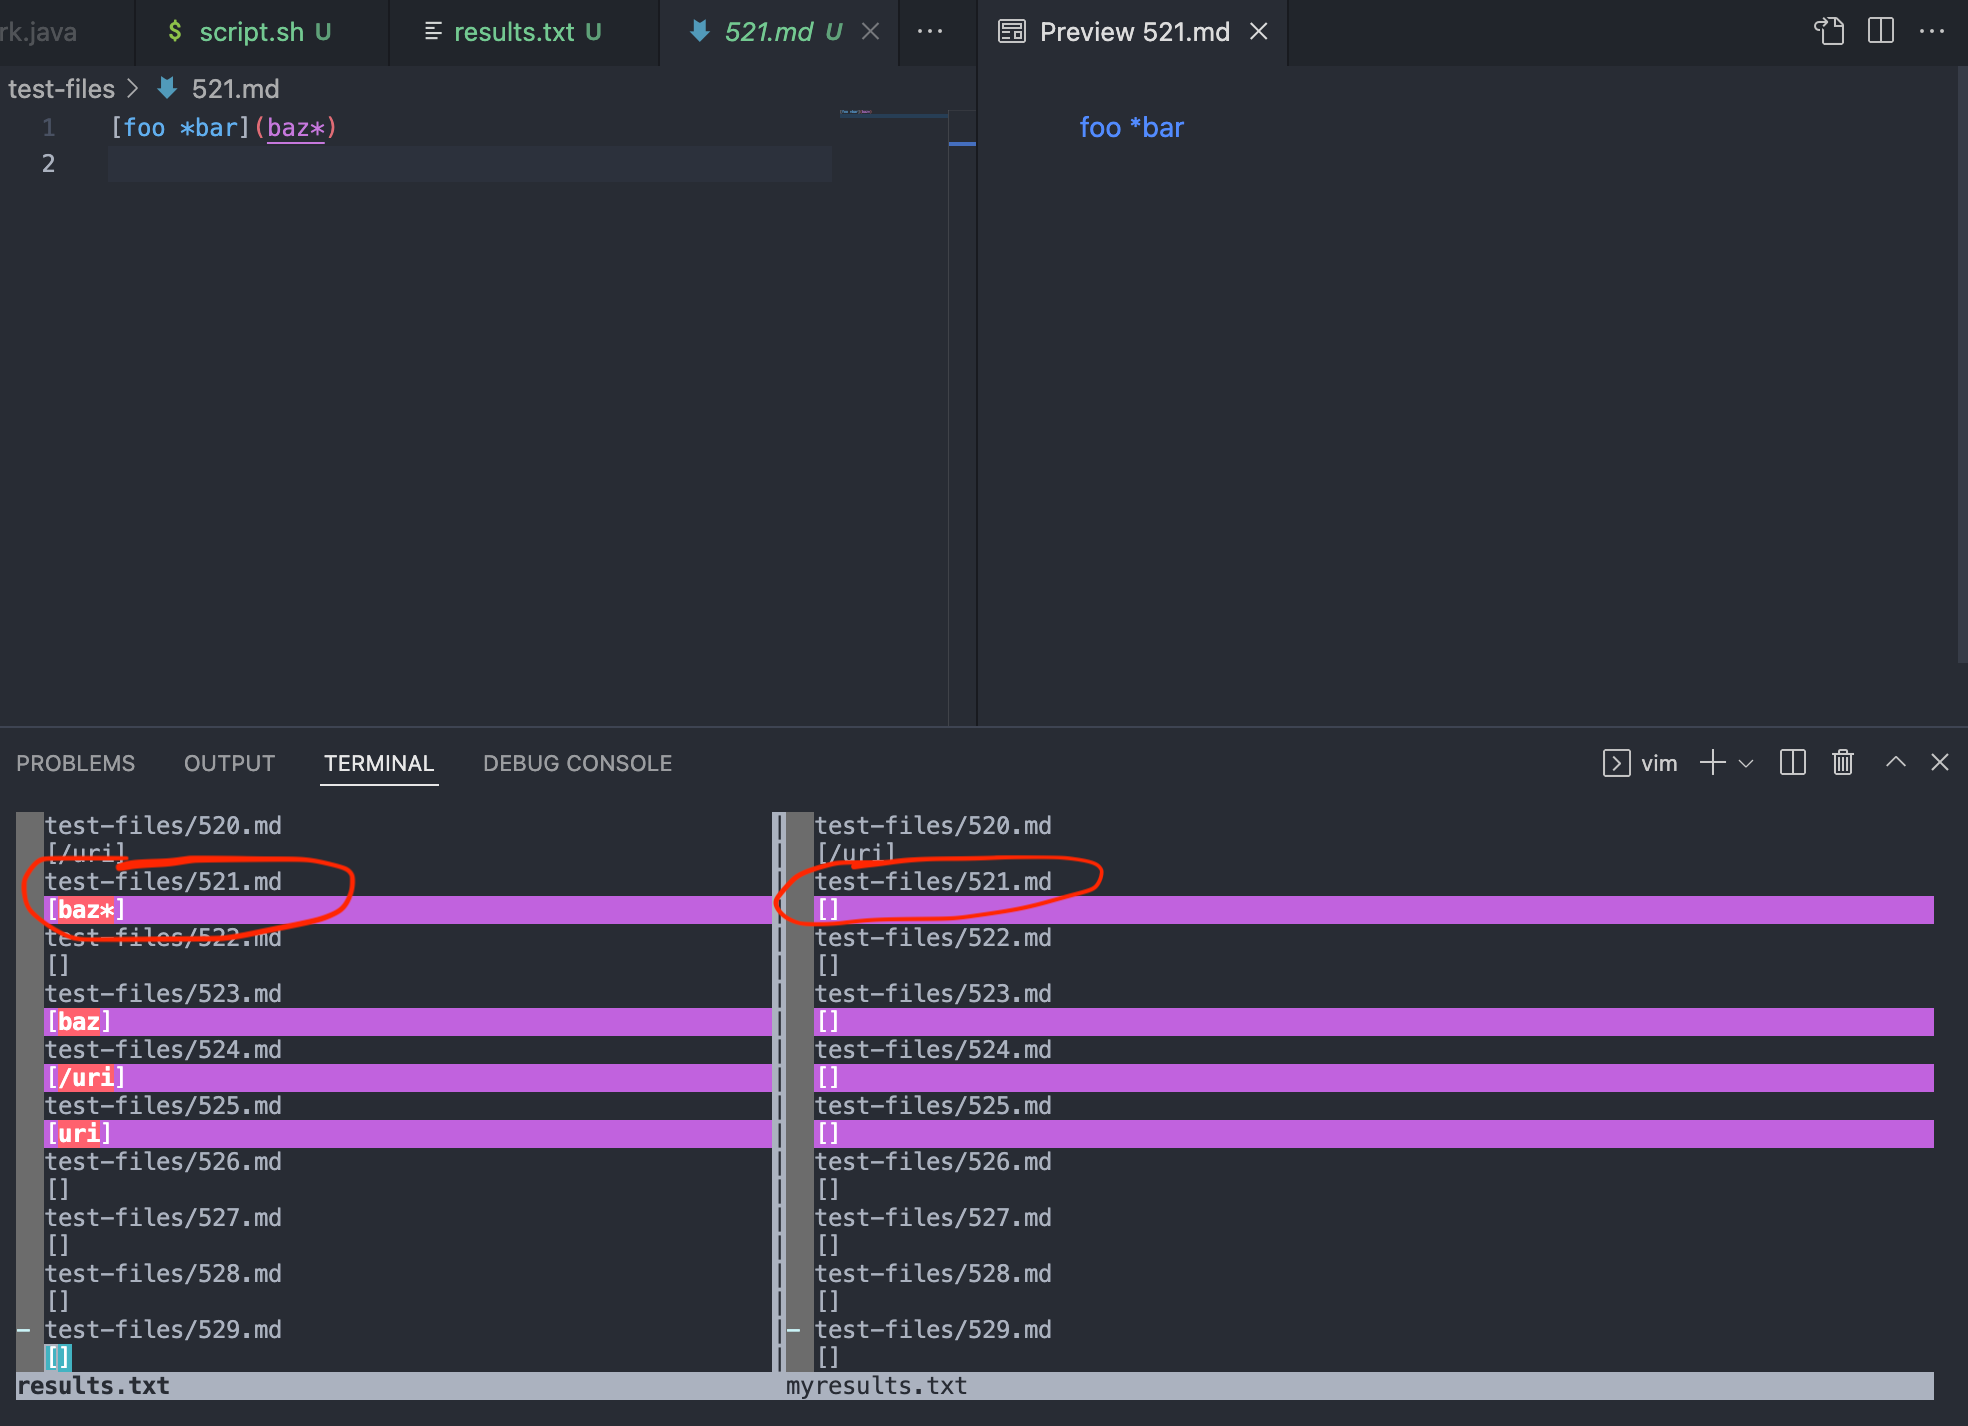 rk.java
$ script.sh U
results.txt U
521.md U
Preview 521.md
test-files > 521.md
1 [foo *bar](baz*)
2
foo *bar
PROBLEMS OUTPUT TERMINAL DEBUG CONSOLE
vim
test-files/520.md
[/uri]
test-files/521.md
[baz*]
test-files/522.md
[]
test-files/523.md
[baz]
test-files/524.md
[/uri]
test-files/525.md
[uri]
test-files/526.md
[]
test-files/527.md
[]
test-files/528.md
[]
- test-files/529.md
[]
results.txt
test-files/520.md
[/uri]
test-files/521.md
[]
test-files/522.md
[]
test-files/523.md
[]
test-files/524.md
[]
test-files/525.md
[]
test-files/526.md
[]
test-files/527.md
[]
test-files/528.md
[]
- test-files/529.md
[]
myresults.txt